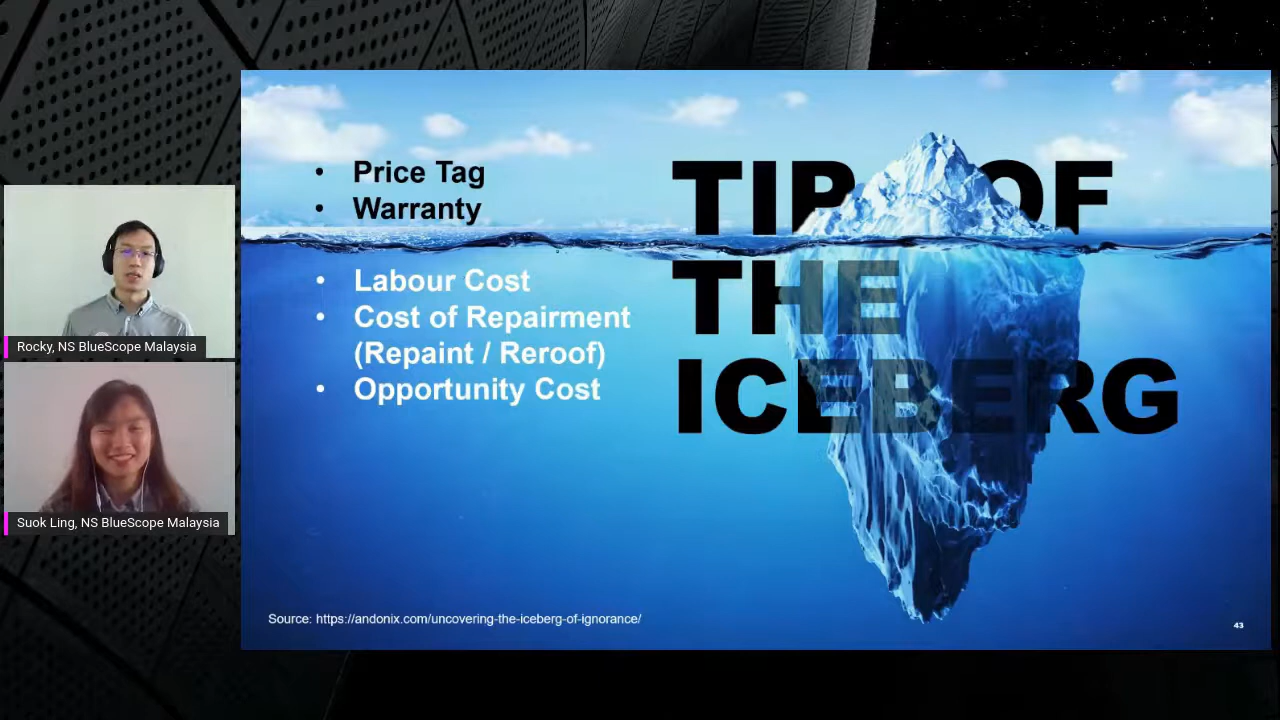 • Price Tag
• Warranty
• Labour Cost
• Cost of Repairment
(Repaint / Reroof)
• Opportunity Cost
TIP OF
THE
ICEBERG
Rocky, NS BlueScope Malaysia
Suok Ling, NS BlueScope Malaysia
Source: https://andonix.com/uncovering-the-iceberg-of-ignorance/
43